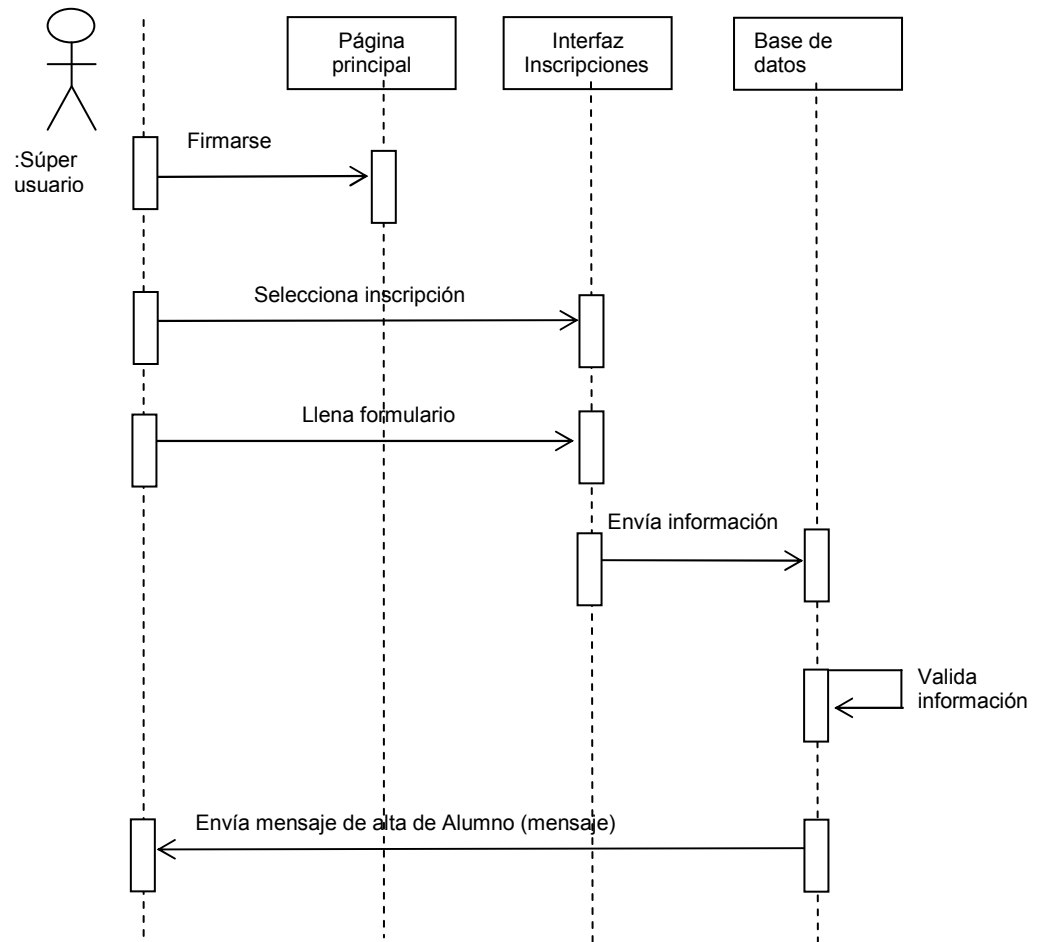 Página
principal
Interfaz
Inscripciones
Base de
datos
:Súper
usuario
Firmarse
Selecciona inscripción
Llena formulario
Envía información
Valida
información
Envía mensaje de alta de Alumno (mensaje)